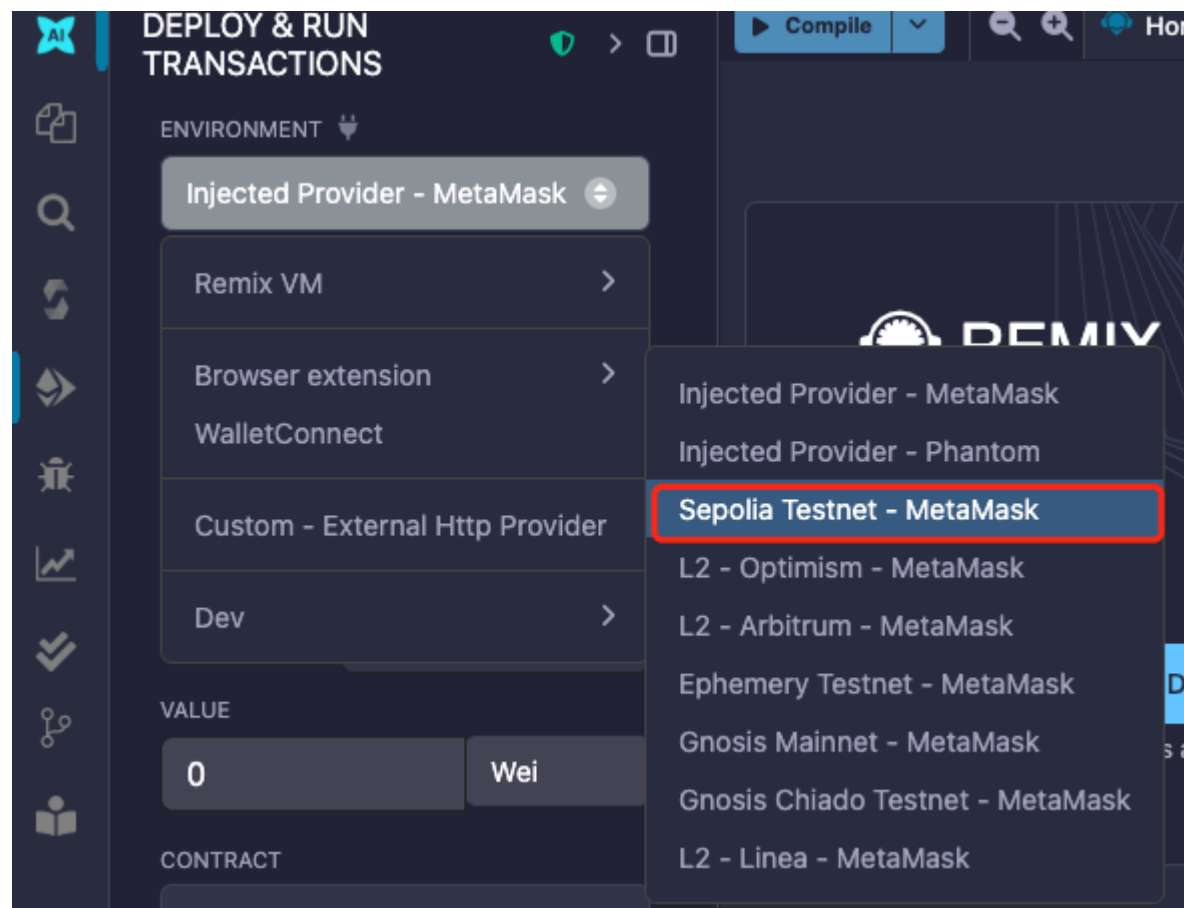 AI
DEPLOY & RUN
TRANSACTIONS
Compile
ENVIRONMENT
Injected Provider - MetaMask
Remix VM
Browser extension
WalletConnect
Custom - External Http Provider
Dev
REMIX
Injected Provider - MetaMask
Injected Provider - Phantom
Sepolia Testnet - MetaMask
L2 - Optimism - MetaMask
L2 - Arbitrum - MetaMask
Ephemery Testnet - MetaMask
Gnosis Mainnet - MetaMask
Gnosis Chiado Testnet - MetaMask
L2 - Linea - MetaMask
VALUE
0 Wei
CONTRACT